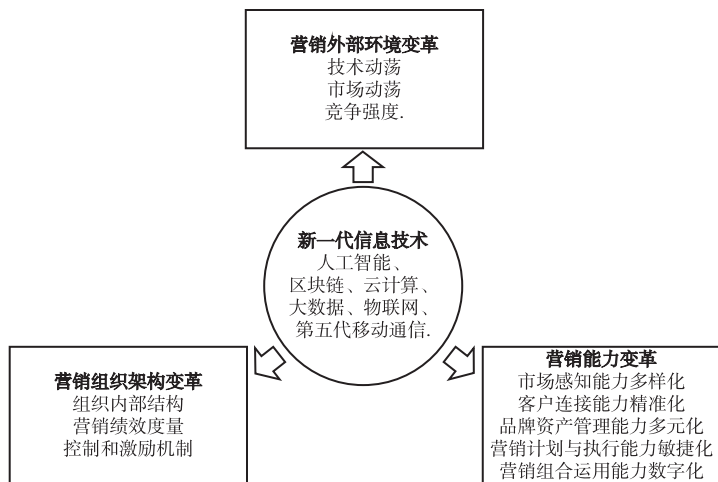 营销外部环境变革
技术动荡
市场动荡
竞争强度.
新一代信息技术
人工智能、
区块链、云计算、
大数据、物联网、
第五代移动通信.
营销组织架构变革
组织内部结构
营销绩效度量
控制和激励机制
营销能力变革
市场感知能力多样化
客户连接能力精准化
品牌资产管理能力多元化
营销计划与执行能力敏捷化
营销组合运用能力数字化